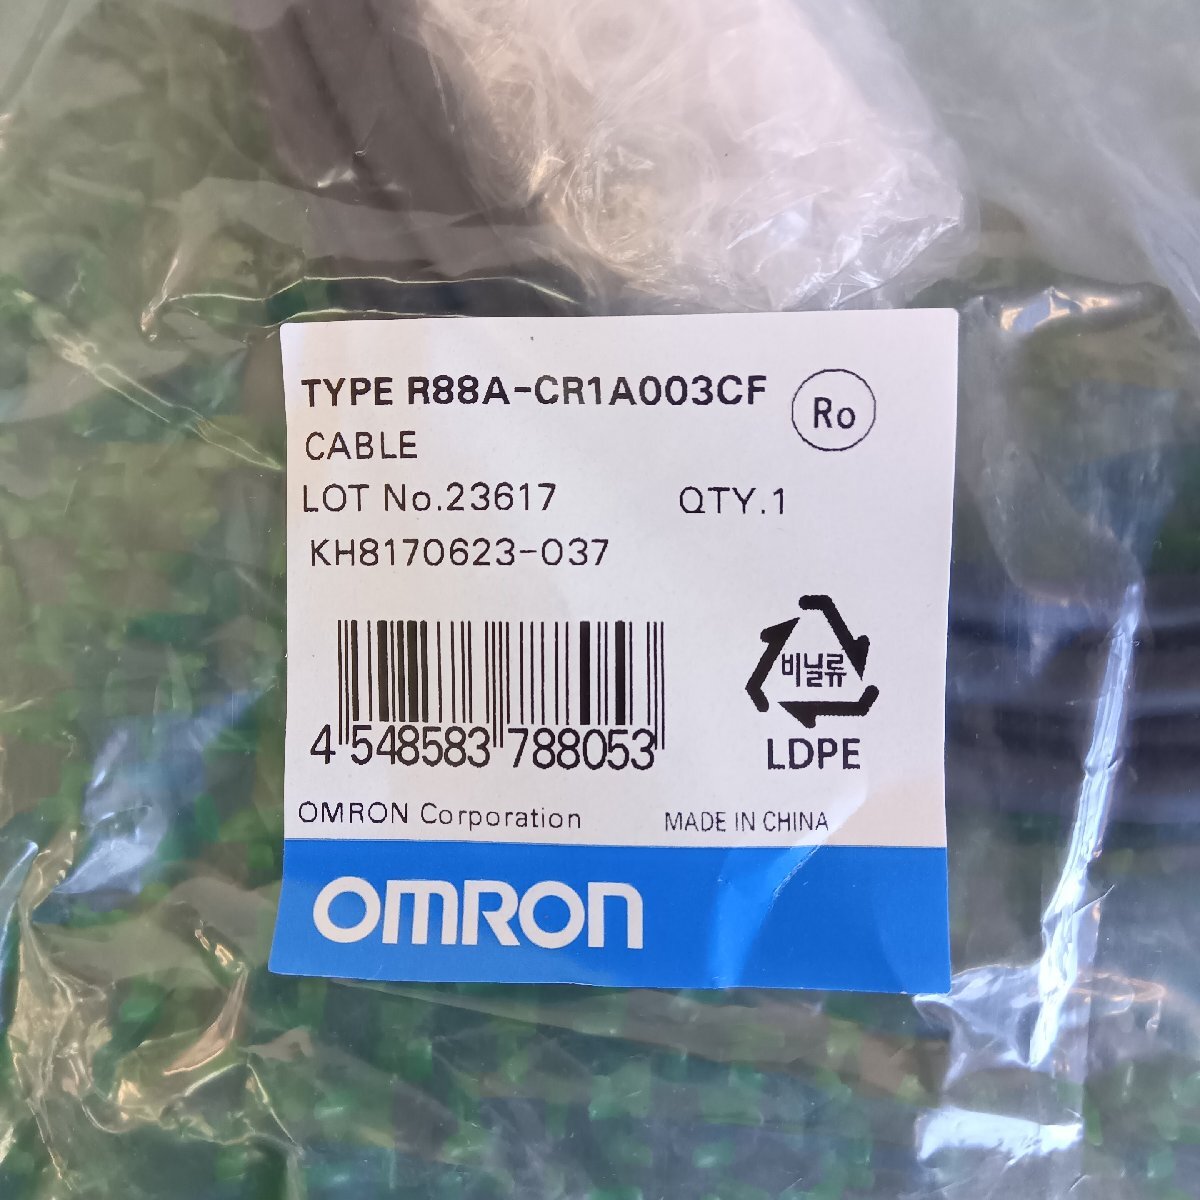 TYPE R88A-CR1A003CF
Ro
CABLE
LOT No.23617 QTY.1
KH8170623-037
비닐류
LDPE
4 548583 788053
OMRON Corporation MADE IN CHINA
OMRON